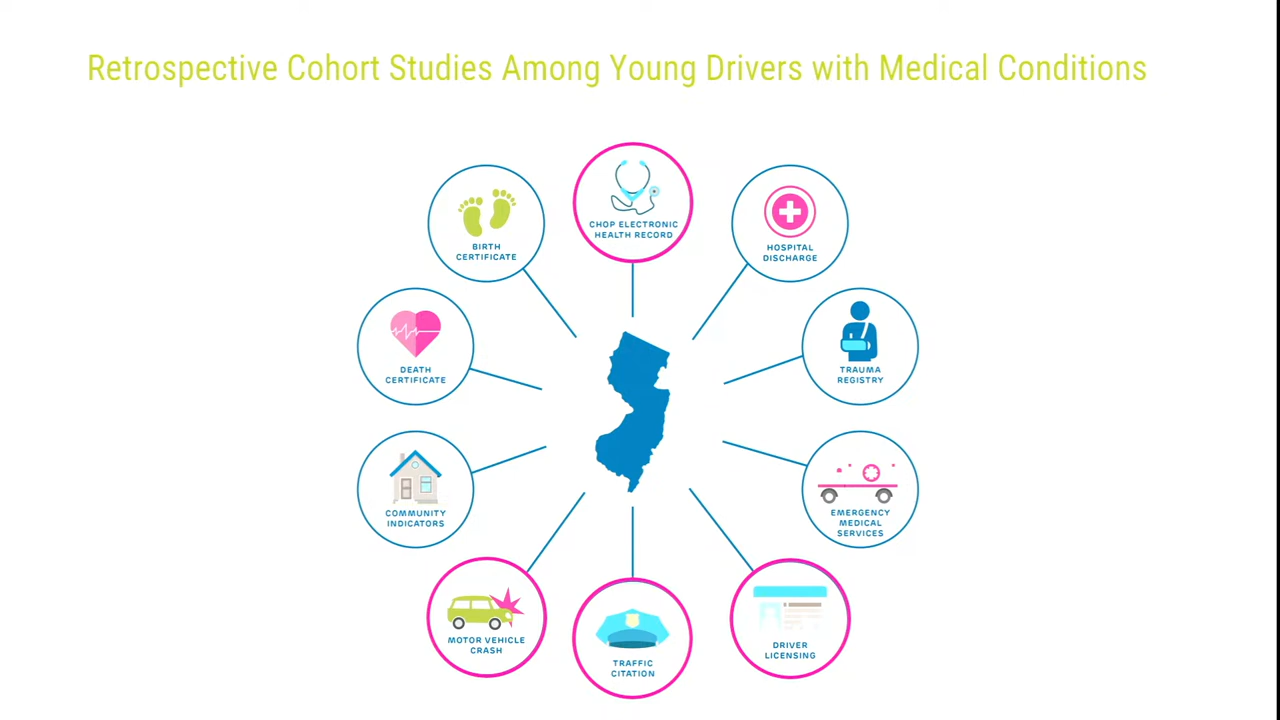 Retrospective Cohort Studies Among Young Drivers with Medical Conditions
CHOP ELECTRONIC
HEALTH RECORD
HOSPITAL
DISCHARGE
TRAUMA
REGISTRY
EMERGENCY
MEDICAL
SERVICES
DRIVER
LICENSING
TRAFFIC
CITATION
MOTOR VEHICLE
CRASH
COMMUNITY
INDICATORS
DEATH
CERTIFICATE
BIRTH
CERTIFICATE